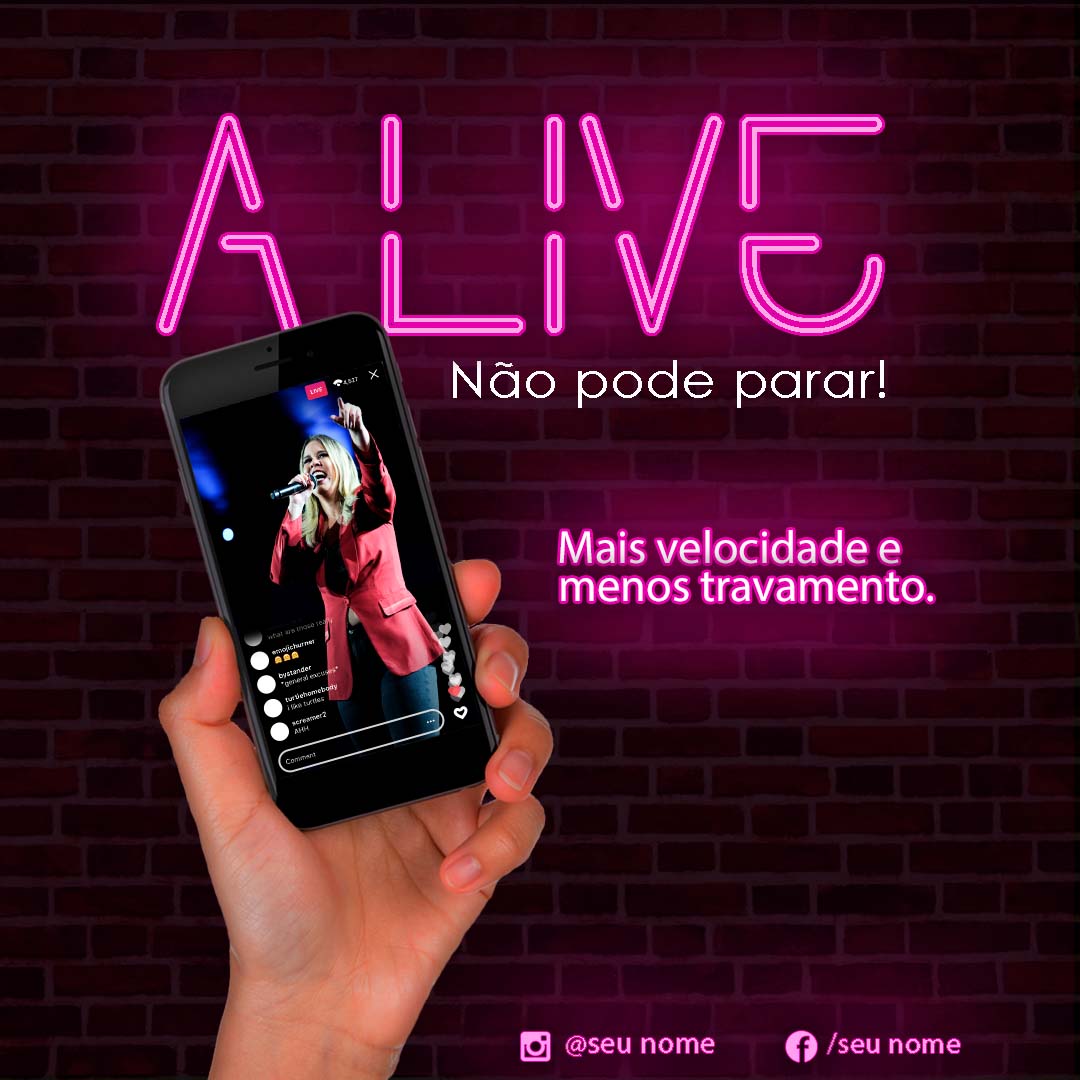 A LIVE
Não pode parar!
LIVE
4,527
Mais velocidade e
menos travamento.
what are those really
emojichurner
bystander
*general excuses*
turtlehomebody
i like turtles
screamer2
AHH
Comment
@seu nome
/seu nome